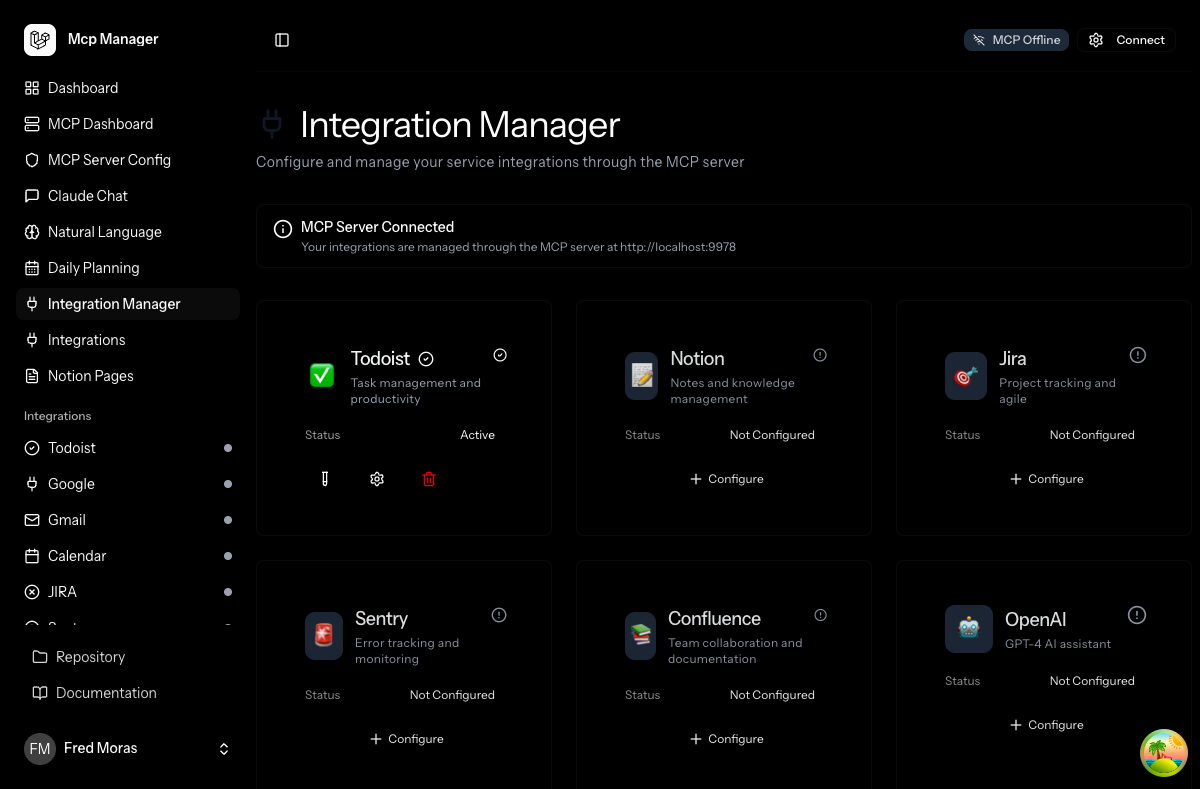 Mcp Manager
Dashboard
MCP Dashboard
MCP Server Config
Claude Chat
Natural Language
Daily Planning
Integration Manager
Integrations
Notion Pages
Integrations
Todoist
Google
Gmail
Calendar
JIRA
Repository
Documentation
FM
Fred Moras
MCP Offline
Connect
Integration Manager
Configure and manage your service integrations through the MCP server
MCP Server Connected
Your integrations are managed through the MCP server at http://localhost:9978
Todoist
Task management and
productivity
Status
Active
Notion
Notes and knowledge
management
Status
Not Configured
Configure
Jira
Project tracking and
agile
Status
Not Configured
Configure
Sentry
Error tracking and
monitoring
Status
Not Configured
Configure
Confluence
Team collaboration and
documentation
Status
Not Configured
Configure
OpenAI
GPT-4 AI assistant
Status
Not Configured
Configure